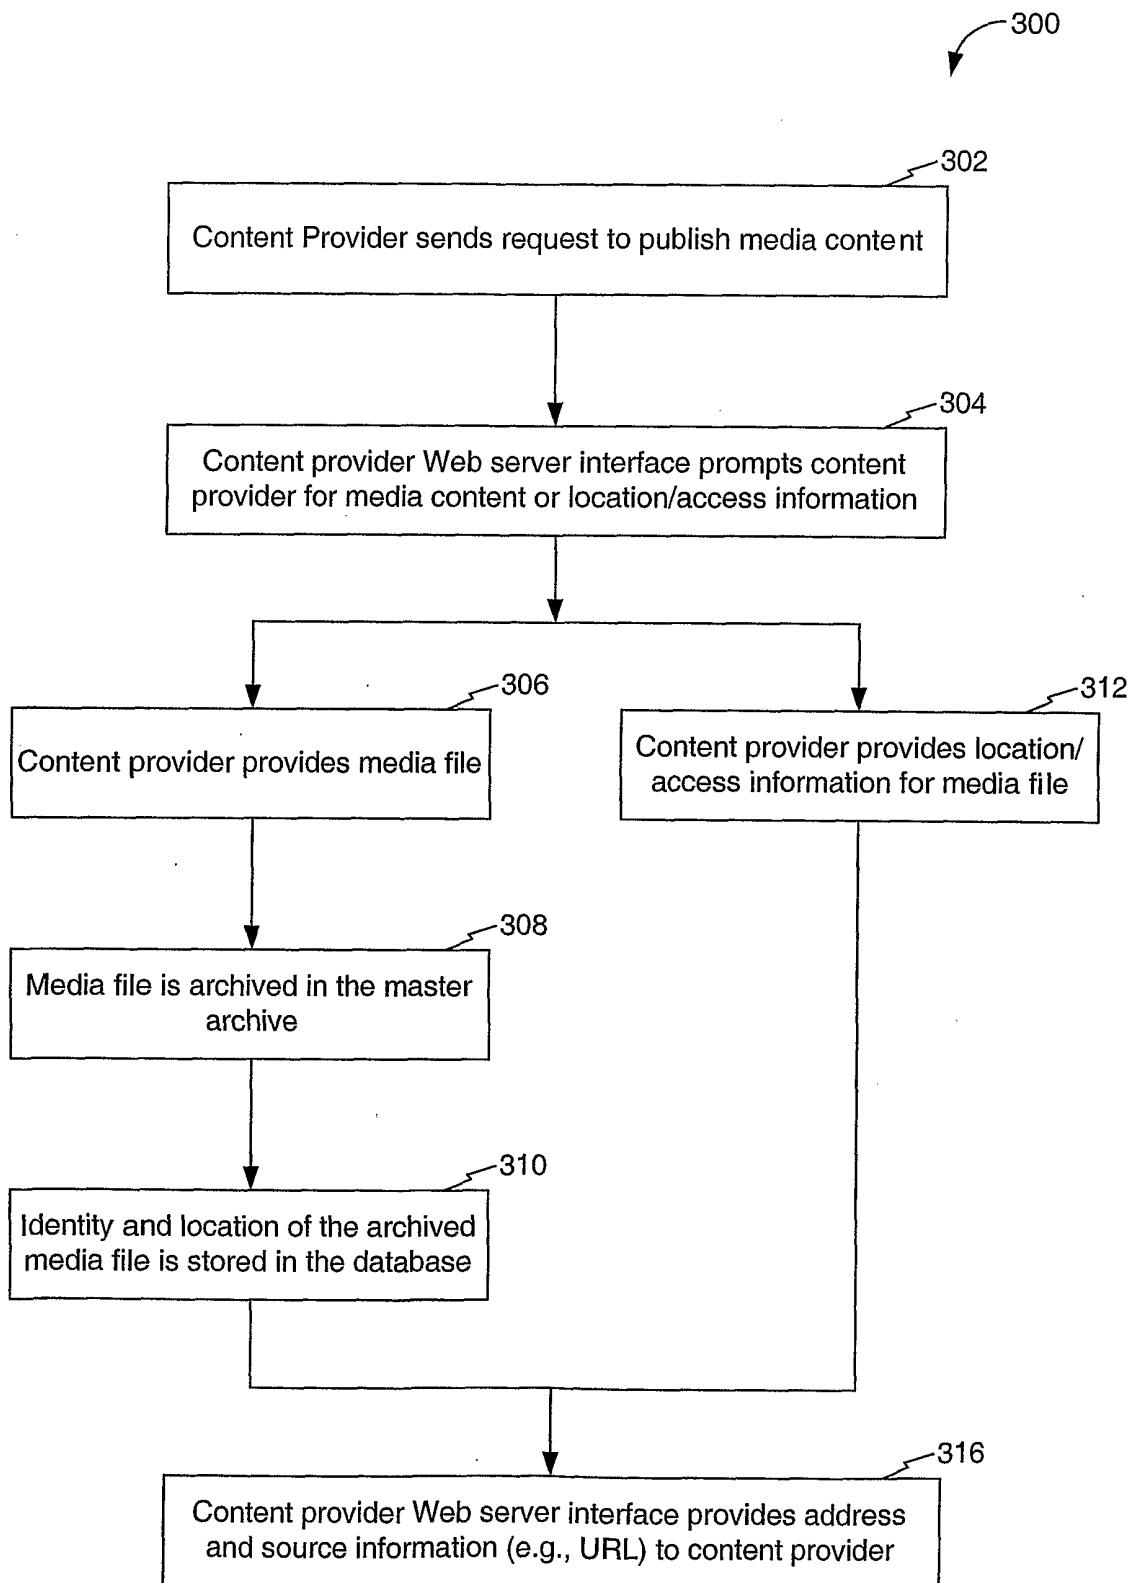 300
302
Content Provider sends request to publish media content
304
Content provider Web server interface prompts content
provider for media content or location/access information
306
Content provider provides media file
312
Content provider provides location/
access information for media file
308
Media file is archived in the master
archive
310
Identity and location of the archived
media file is stored in the database
316
Content provider Web server interface provides address
and source information (e.g., URL) to content provider